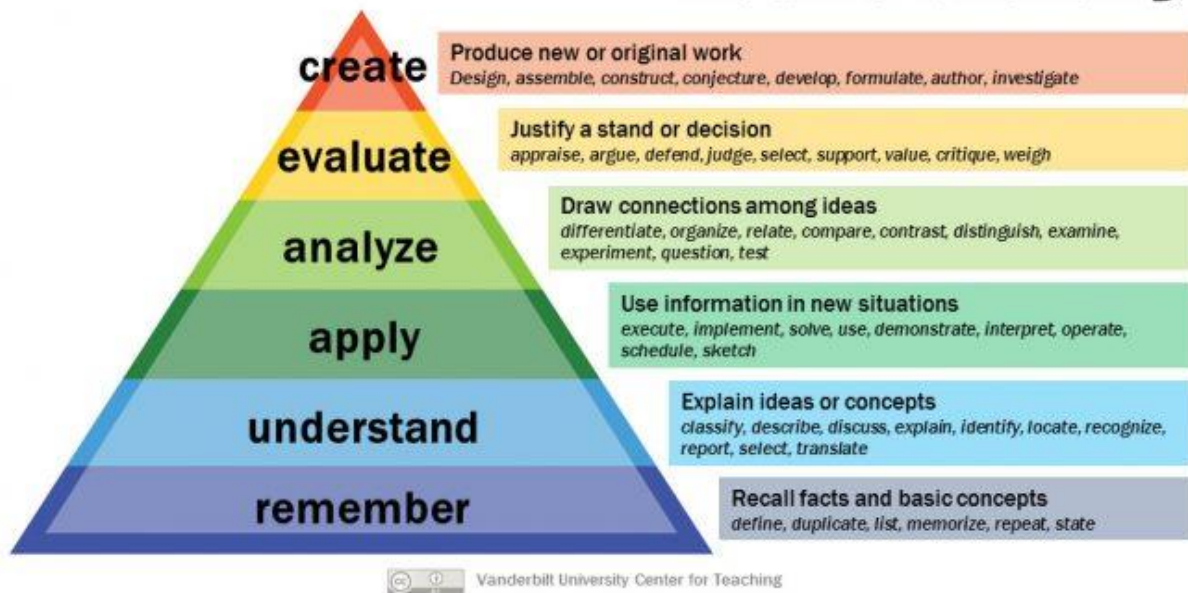 create
Produce new or original work
Design, assemble, construct, conjecture, develop, formulate, author, investigate
evaluate
Justify a stand or decision
appraise, argue, defend, judge, select, support, value, critique, weigh
analyze
Draw connections among ideas
differentiate, organize, relate, compare, contrast, distinguish, examine,
experiment, question, test
apply
Use information in new situations
execute, implement, solve, use, demonstrate, interpret, operate,
schedule, sketch
understand
Explain ideas or concepts
classify, describe, discuss, explain, identify, locate, recognize,
report, select, translate
remember
Recall facts and basic concepts
define, duplicate, list, memorize, repeat, state
cc
Vanderbilt University Center for Teaching